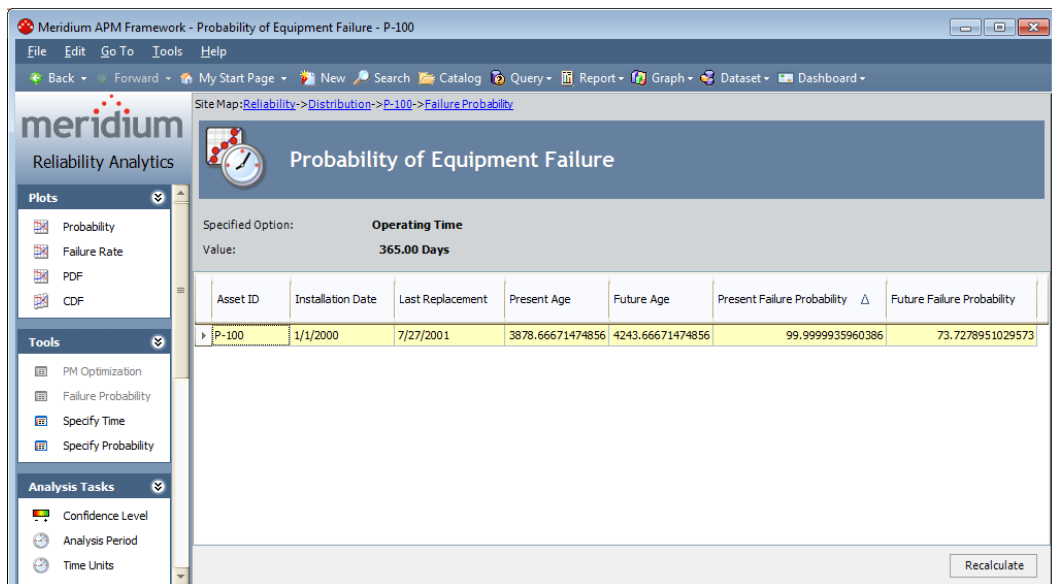 Meridium APM Framework - Probability of Equipment Failure - P-100
File Edit Go To Tools Help
Back Forward My Start Page New Search Catalog Query Report Graph Dataset Dashboard
meridium
Reliability Analytics
Plots
Probability
Failure Rate
PDF
CDF
Tools
PM Optimization
Failure Probability
Specify Time
Specify Probability
Analysis Tasks
Confidence Level
Analysis Period
Time Units
Site Map:Reliability->Distribution->P-100->Failure Probability
Probability of Equipment Failure
Specified Option: Operating Time
Value: 365.00 Days
Asset ID Installation Date Last Replacement Present Age Future Age Present Failure Probability Future Failure Probability
P-100 1/1/2000 7/27/2001 3878.66671474856 4243.66671474856 99.9999935960386 73.7278951029573
Recalculate